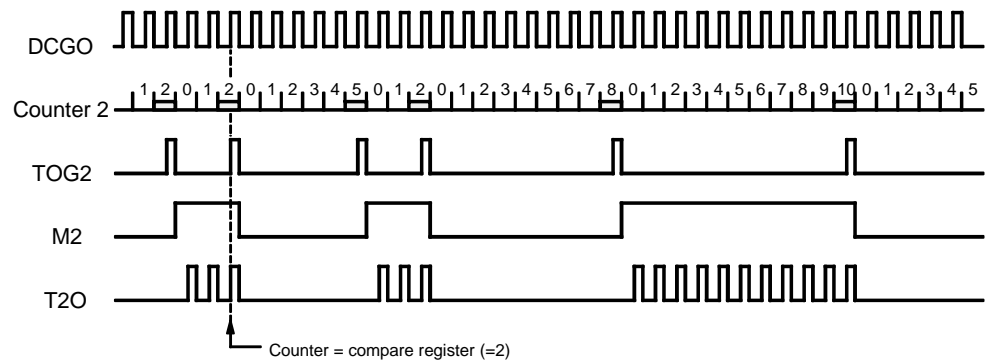 DCGO
Counter 2 1 2 0 1 2 0 1 2 3 4 5 0 1 2 0 1 2 3 4 5 6 7 8 0 1 2 3 4 5 6 7 8 9 10 0 1 2 3 4 5
TOG2
M2
T2O
Counter = compare register (=2)